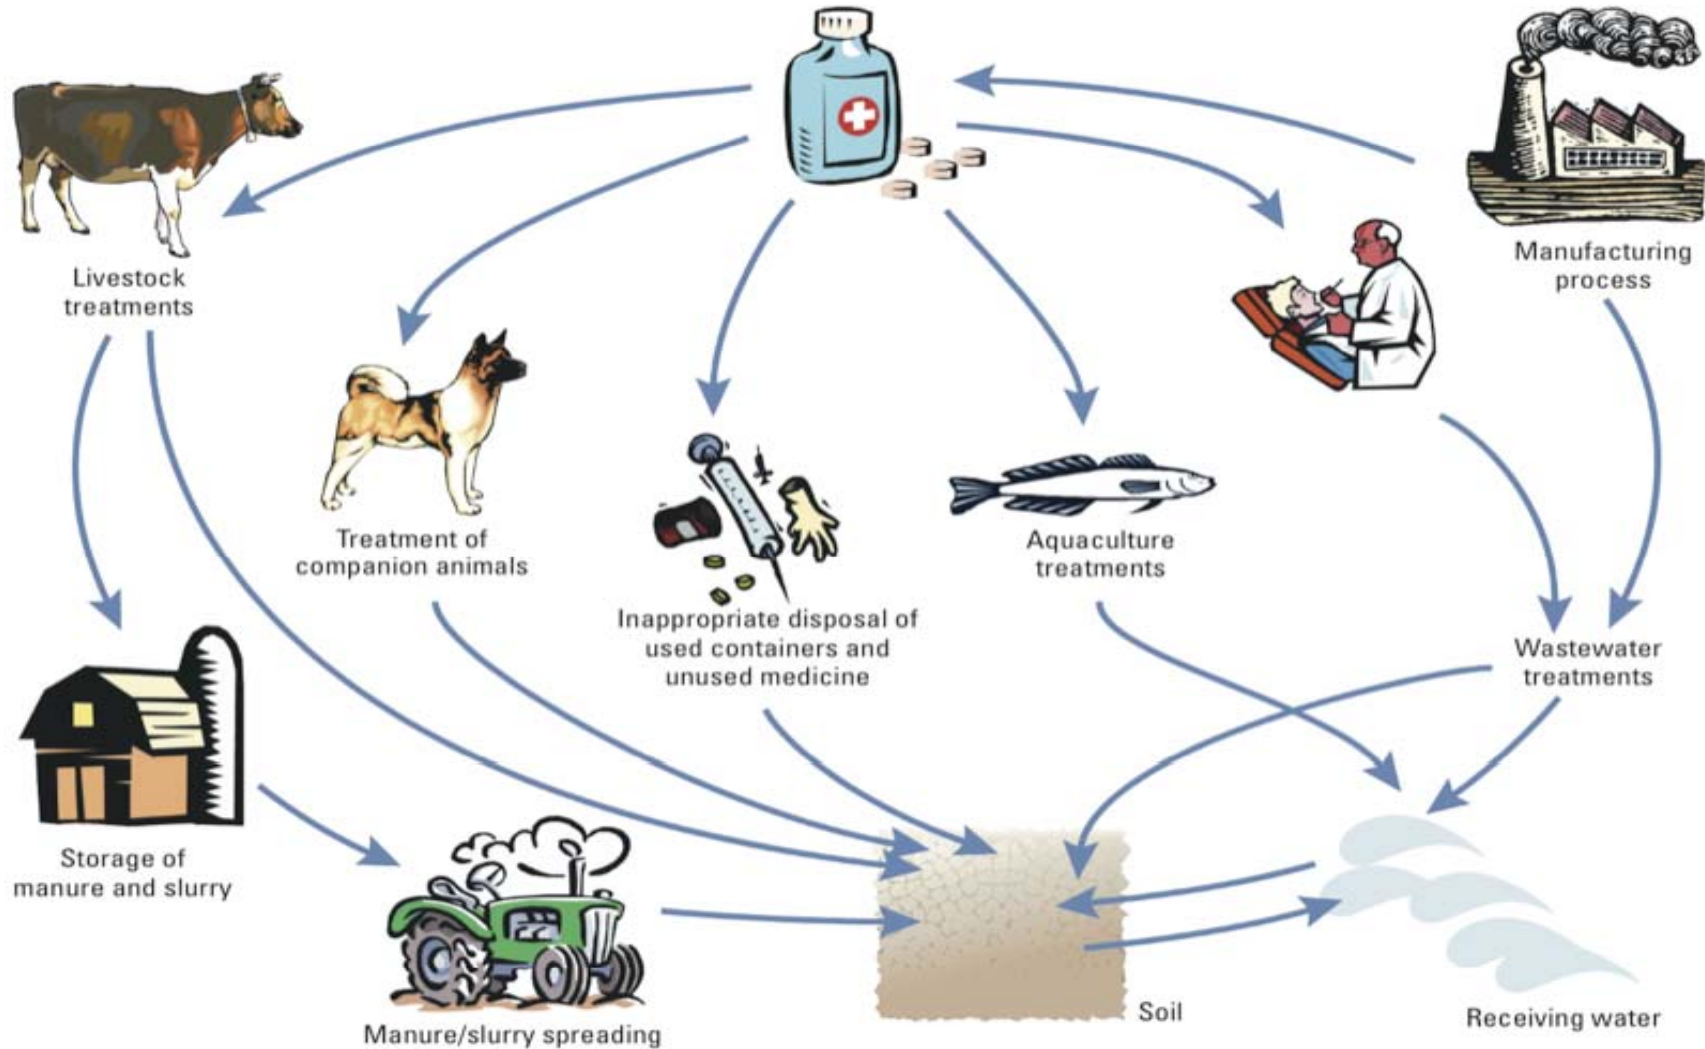 Livestock
treatments
Manufacturing
process
Treatment of
companion animals
Inappropriate disposal of
used containers and
unused medicine
Aquaculture
treatments
Wastewater
treatments
Storage of
manure and slurry
Manure/slurry spreading
Soil
Receiving water